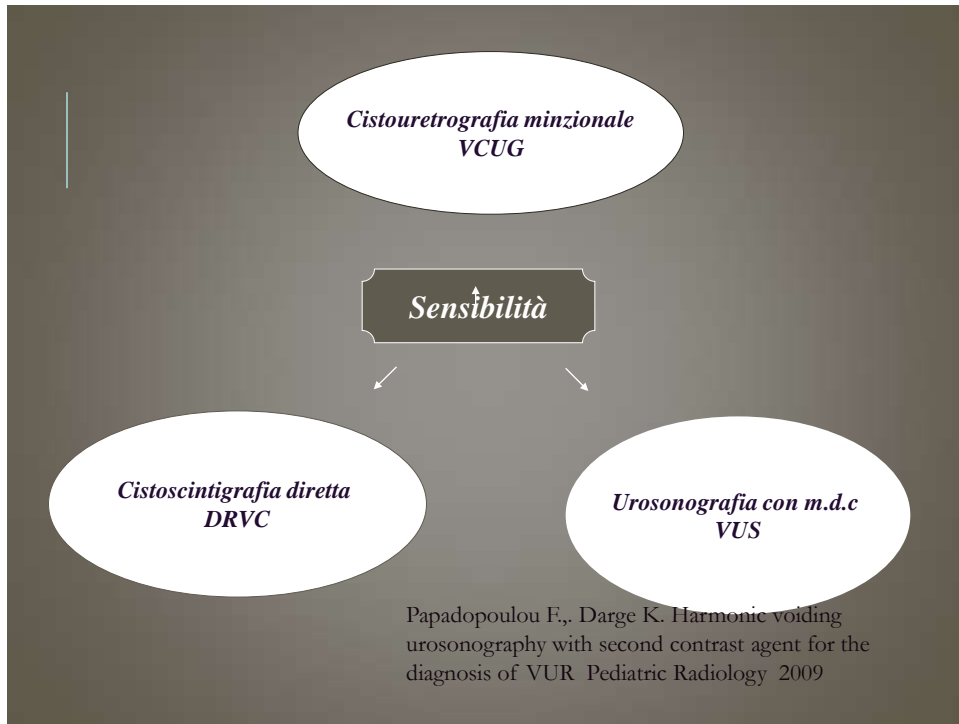 Cistouretrografia minzionale
VCUG
Sensibilità
Cistoscintigrafia diretta
DRVC
Urosonografia con m.d.c
VUS
Papadopoulou F.,. Darge K. Harmonic voiding
urosonography with second contrast agent for the
diagnosis of VUR Pediatric Radiology 2009